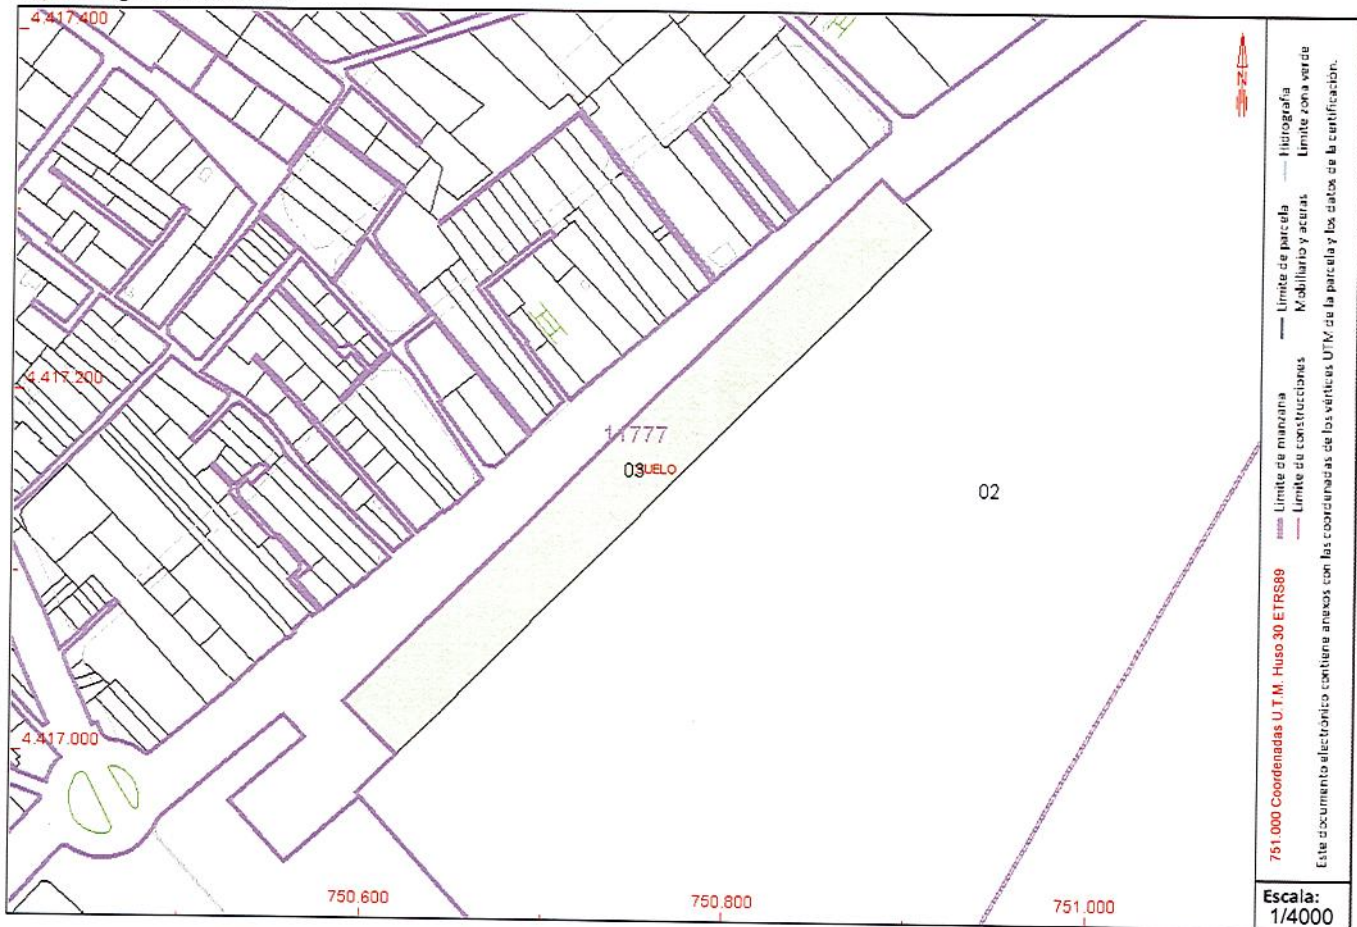 4.417.400
4.417.200
11777
03
SUELO
02
4.417.000
750.600
750.800
751.000
N
751.000 Coordenadas U.T.M. Huso 30 ETRS89
Límite de manzana
Límite de parcela
Hidrografía
Límite de construcciones
Mobiliario y aceras
Límite zona verde
Este documento electrónico contiene anexos con las coordenadas de los vértices UTM de la parcela y los datos de la certificación.
Escala:
1/4000